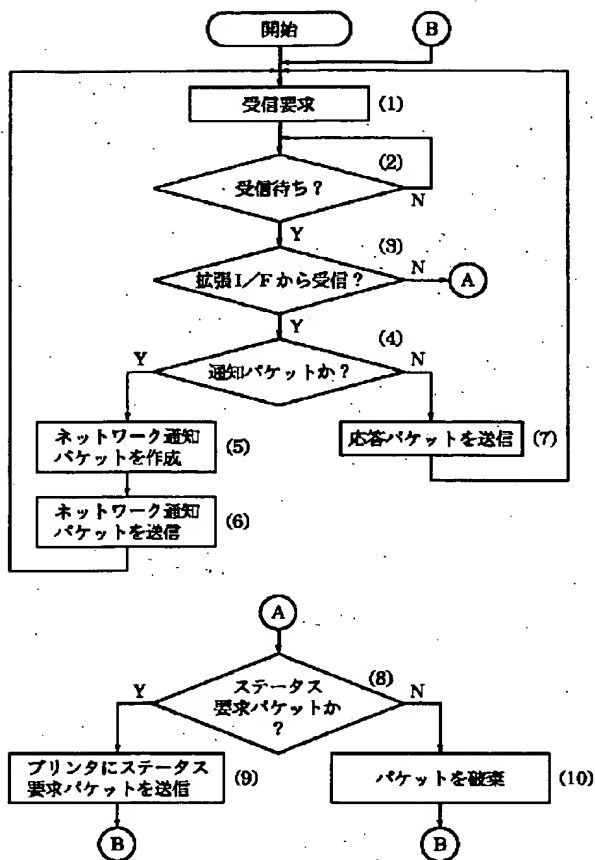 開始
B
受信要求
(1)
受信待ち?
(2)
N
Y
拡張I/Fから受信?
(3)
N
A
Y
通知パケットか?
(4)
Y
N
ネットワーク通知
パケットを作成
(5)
応答パケットを送信
(7)
ネットワーク通知
パケットを送信
(6)
A
ステータス
要求パケットか
?
(8)
Y
N
プリンタにステータス
要求パケットを送信
(9)
パケットを破棄
(10)
B
B